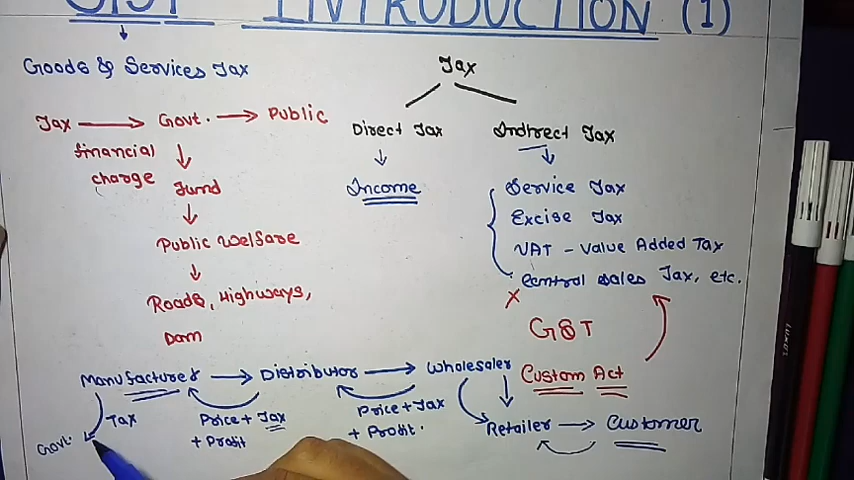 GST INTRODUCTION (1)
Goods & Services Tax
Tax → Govt. → Public
financial
charge
Fund
Public Welfare
Roads, Highways,
Dam
Tax
Direct Tax
Income
Indirect Tax
Service Tax
Excise Tax
VAT - Value Added Tax
Central Sales Tax, etc.
X
GST
Custom Act
Manufacturer → Distributor → Wholesaler
Tax
Govt.
Price + Tax
+ Profit
Price + Tax
+ Profit.
Retailer → Customer
LUXOR